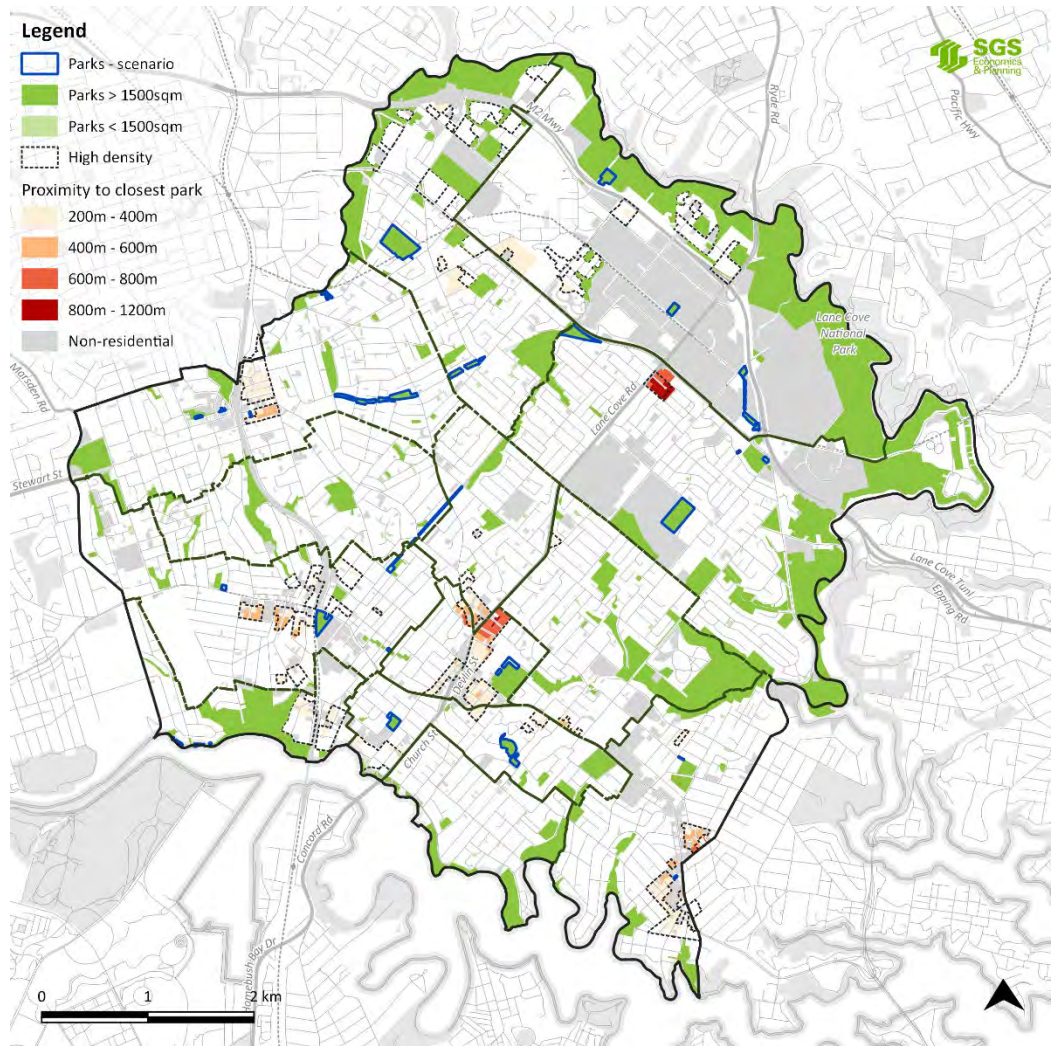 Legend
Parks - scenario
Parks > 1500sqm
Parks < 1500sqm
High density
Proximity to closest park
200m - 400m
400m - 600m
600m - 800m
800m - 1200m
Non-residential
SGS
Economics
& Planning
M2 Mwy
Ryde Rd
Pacific Hwy
Lane Cove
National
Park
Marsden Rd
Lane Cove Rd
Stewart St
Lane Cove Tunl
Epping Rd
Devlin St
Church St
Concord Rd
Homebush Bay Dr
0 1 2 km